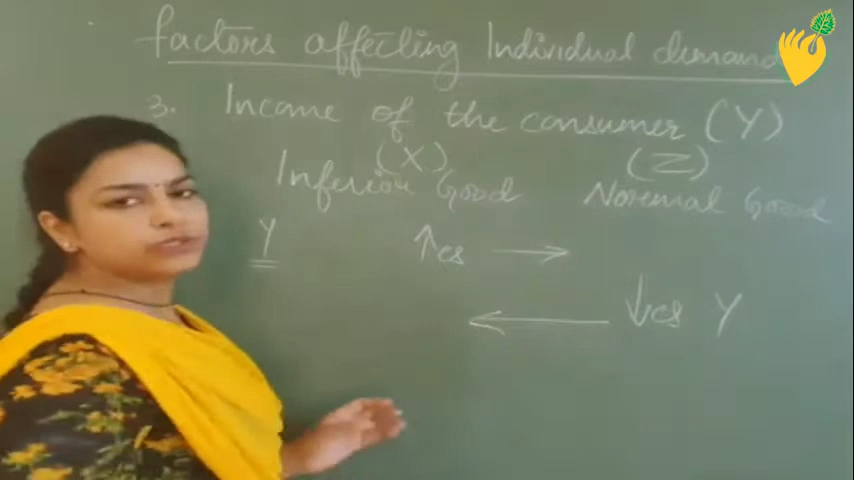 factors affecting Individual demand
3. Income of the consumer (Y)
(X) (Z)
Inferior Good Normal Good
Y ↑es →
← ↓es Y